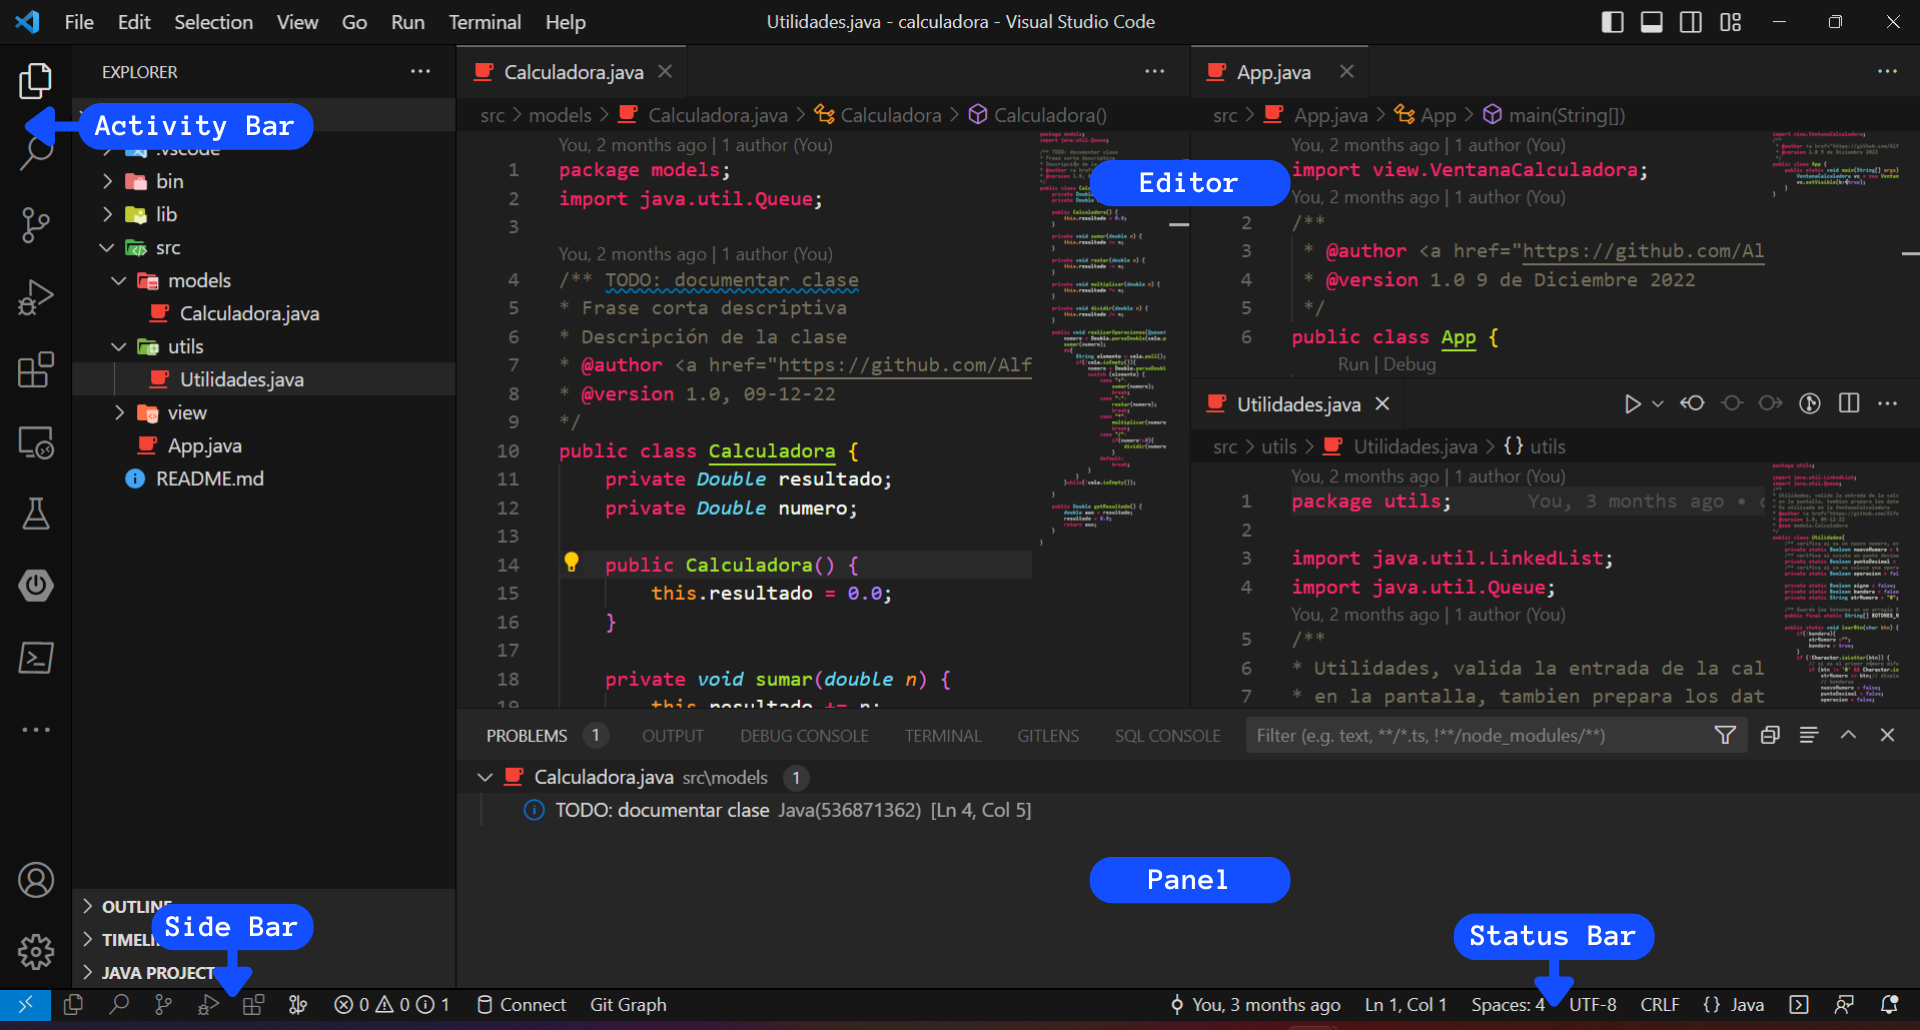 File Edit Selection View Go Run Terminal Help
Utilidades.java - calculadora - Visual Studio Code
EXPLORER
Activity Bar
.vscode
bin
lib
src
models
Calculadora.java
utils
Utilidades.java
view
App.java
README.md
OUTLINE
Side Bar
JAVA PROJECT
Calculadora.java
src > models > Calculadora.java > Calculadora > Calculadora()
You, 2 months ago | 1 author (You)
1 package models;
2 import java.util.Queue;
3
You, 2 months ago | 1 author (You)
4 /** TODO: documentar clase
5 * Frase corta descriptiva
6 * Descripción de la clase
7 * @author <a href="https://github.com/Alf
8 * @version 1.0, 09-12-22
9 */
10 public class Calculadora {
11 private Double resultado;
12 private Double numero;
13
14 public Calculadora() {
15 this.resultado = 0.0;
16 }
17
18 private void sumar(double n) {
19 this.resultado += n;
Editor
App.java
src > App.java > App > main(String[])
You, 2 months ago | 1 author (You)
import view.VentanaCalculadora;
You, 2 months ago | 1 author (You)
2 /**
3 * @author <a href="https://github.com/Al
4 * @version 1.0 9 de Diciembre 2022
5 */
6 public class App {
Run | Debug
Utilidades.java
src > utils > Utilidades.java > {} utils
You, 2 months ago | 1 author (You)
1 package utils; You, 3 months ago •
2
3 import java.util.LinkedList;
4 import java.util.Queue;
You, 2 months ago | 1 author (You)
5 /**
6 * Utilidades, valida la entrada de la cal
7 * en la pantalla, tambien prepara los dat
PROBLEMS 1 OUTPUT DEBUG CONSOLE TERMINAL GITLENS SQL CONSOLE
Filter (e.g. text, **/*.ts, !**/node_modules/**)
Calculadora.java src\models 1
TODO: documentar clase Java(536871362) [Ln 4, Col 5]
Panel
Status Bar
0 0 1 Connect Git Graph
You, 3 months ago Ln 1, Col 1 Spaces: 4 UTF-8 CRLF {} Java